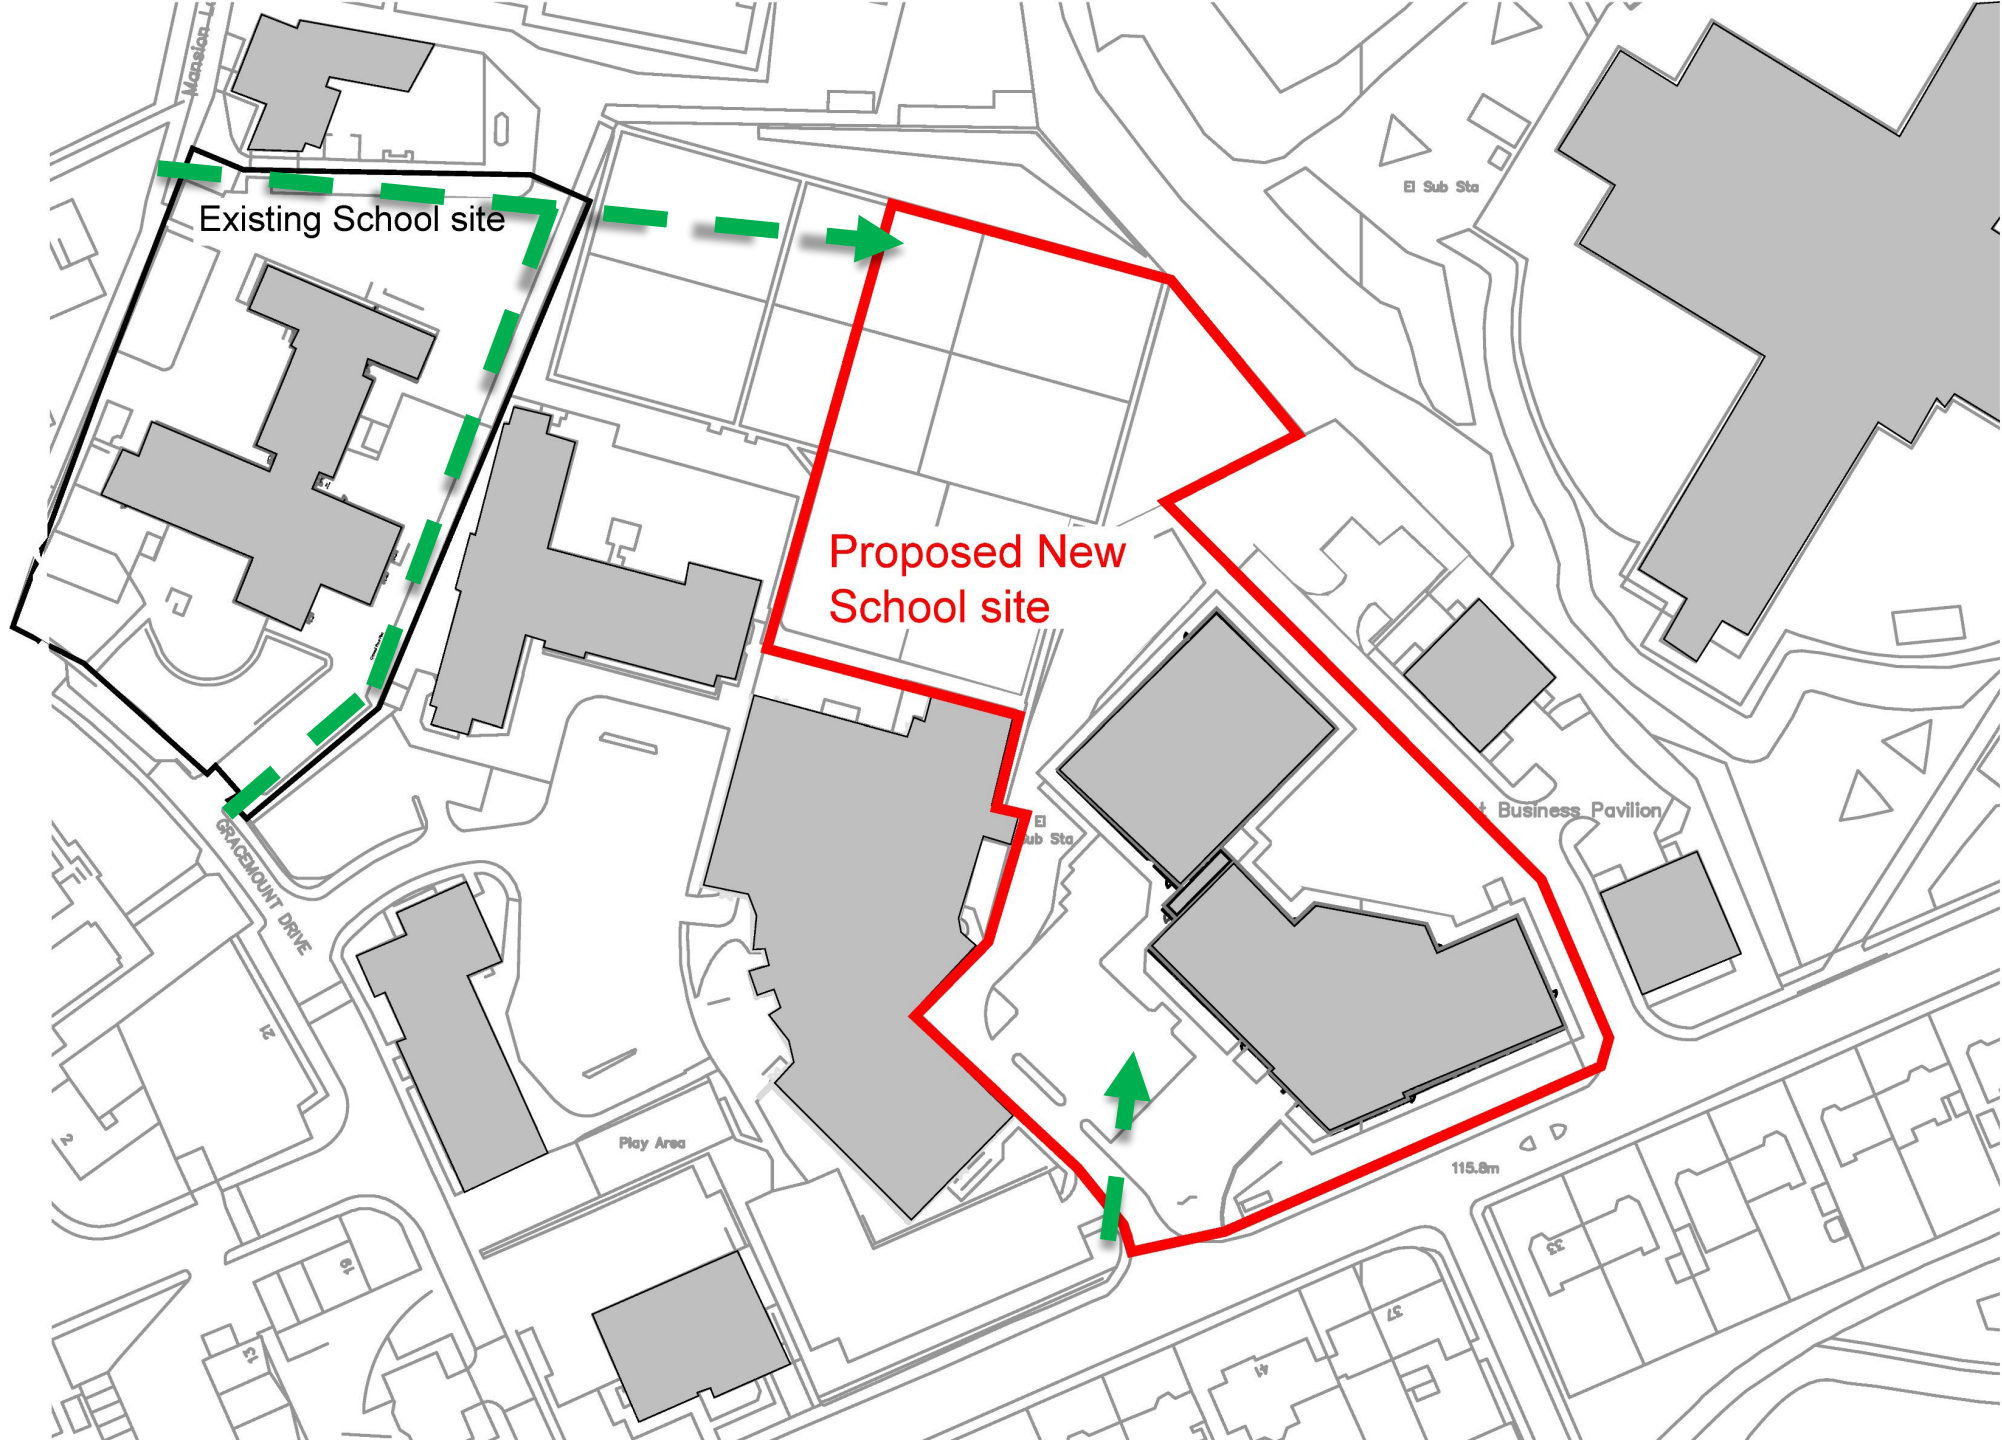 Mansion
El Sub Sta
Existing School site
Proposed New
School site
El
Sub Sta
Business Pavilion
GRACEMOUNT DRIVE
21
2
Play Area
115.8m
33
19
37
13
41